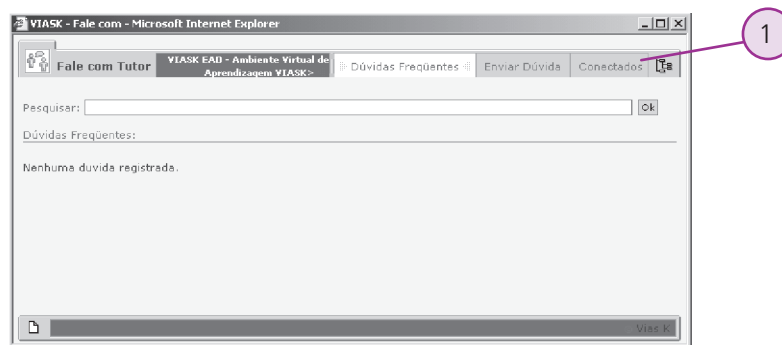 VIASK - Fale com - Microsoft Internet Explorer
1
Fale com Tutor
VIASK EAD - Ambiente Virtual de
Aprendizagem VIASK>
Dúvidas Freqüentes
Enviar Dúvida
Conectados
Pesquisar:
Ok
Dúvidas Freqüentes:
Nenhuma duvida registrada.
Vias K